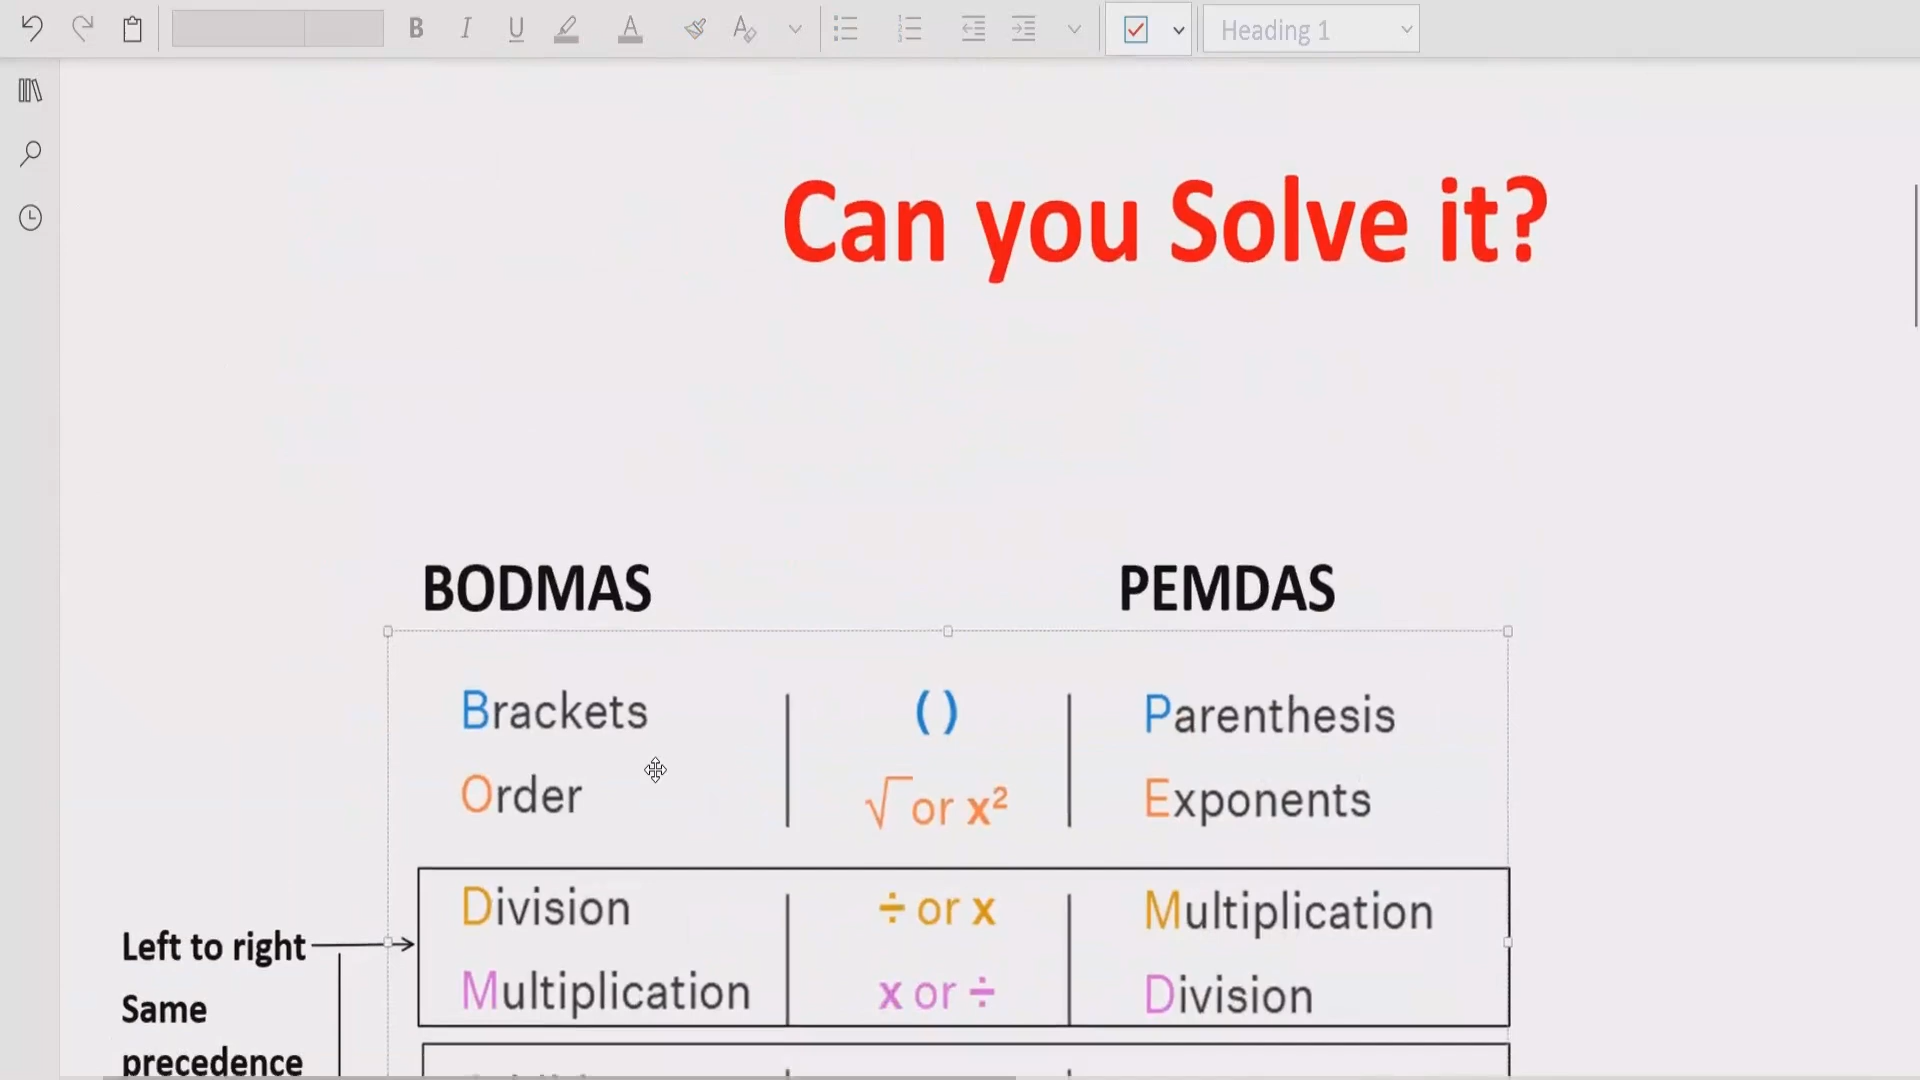 B I U A A Heading 1
Can you Solve it?
BODMAS PEMDAS
Brackets ( ) Parenthesis
Order √ or x² Exponents
Division ÷ or x Multiplication
Left to right
Multiplication x or ÷ Division
Same
precedence